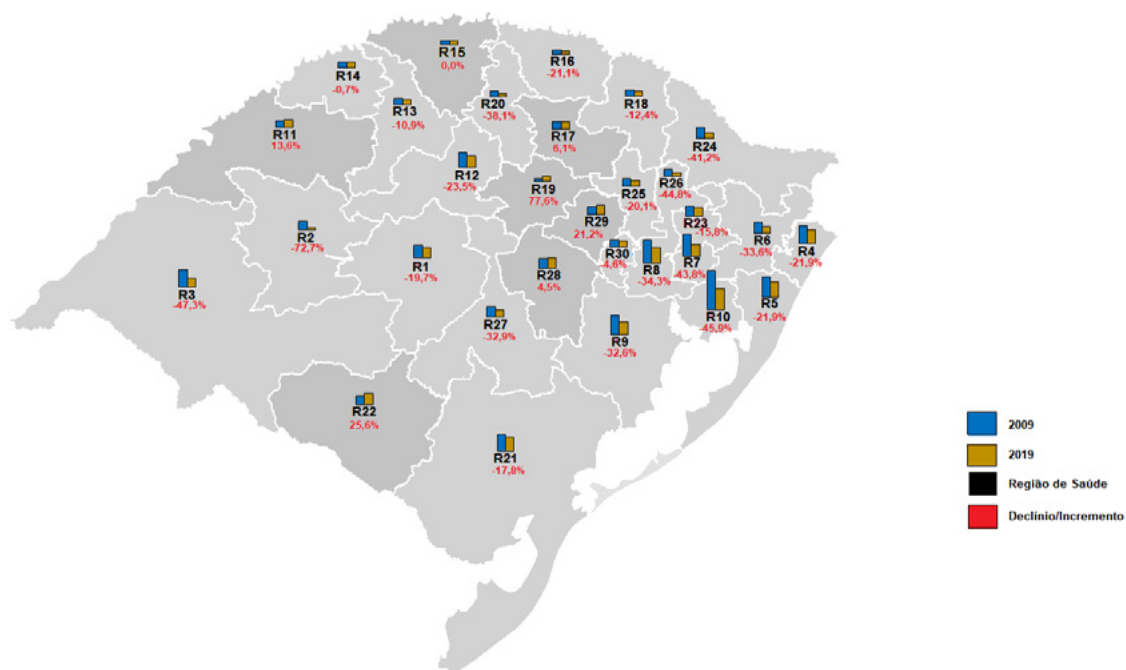 R15
0,0%
R16
-21,1%
R14
-0,7%
R20
-38,1%
R18
-12,4%
R13
-10,9%
R11
13,6%
R17
6,1%
R24
-41,2%
R12
-23,5%
R19
77,6%
R25
-20,1%
R26
-44,8%
R29
21,2%
R23
-15,8%
R2
-72,7%
R6
-33,6%
R4
-21,9%
R1
-19,7%
R30
-4,6%
R8
-34,3%
R7
-43,8%
R28
4,5%
R3
-47,3%
R10
-45,9%
R5
-21,9%
R27
-32,9%
R9
-32,6%
R22
25,6%
R21
-17,8%
2009
2019
Região de Saúde
Declínio/Incremento